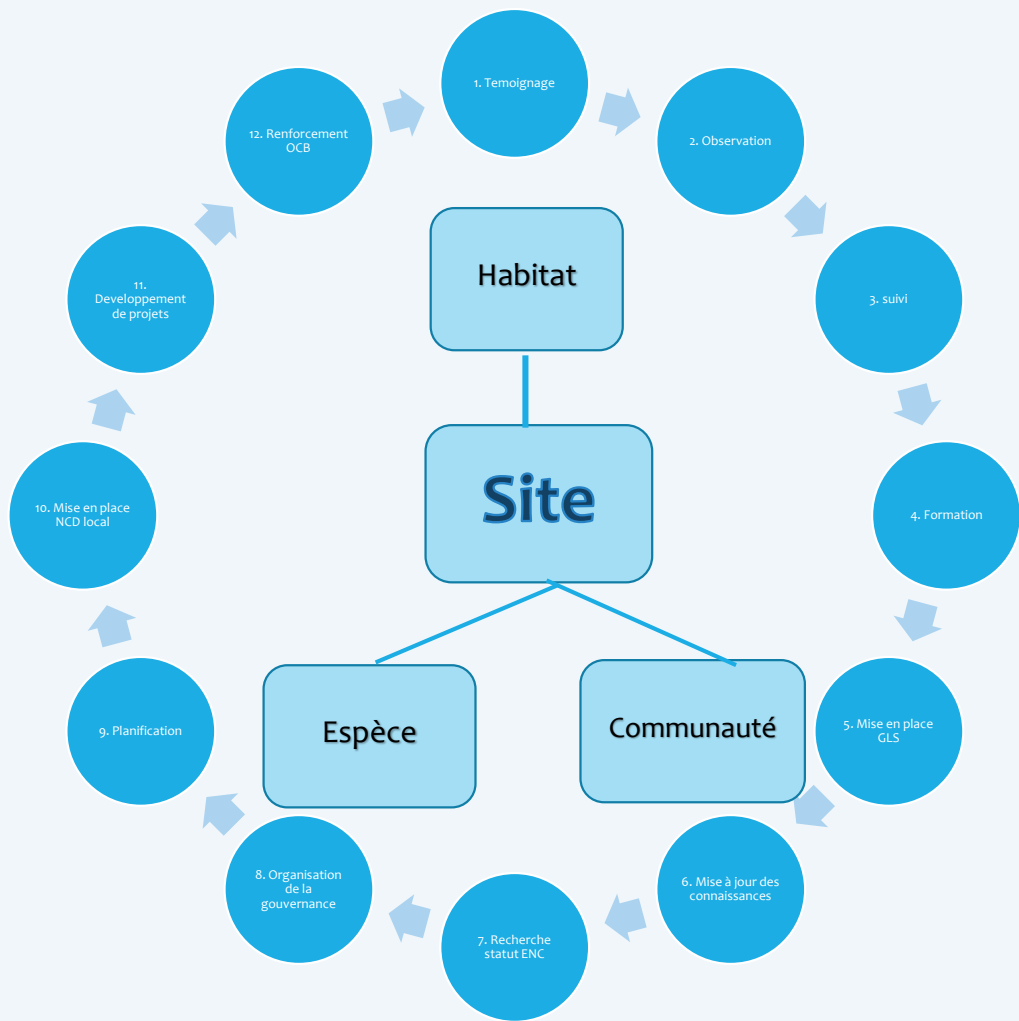 1. Temoignage
2. Observation
3. suivi
4. Formation
5. Mise en place
GLS
6. Mise à jour des
connaissances
7. Recherche
statut ENC
8. Organisation
de la
gouvernance
9. Planification
10. Mise en place
NCD local
11.
Developpement
de projets
12. Renforcement
OCB
Habitat
Site
Espèce
Communauté